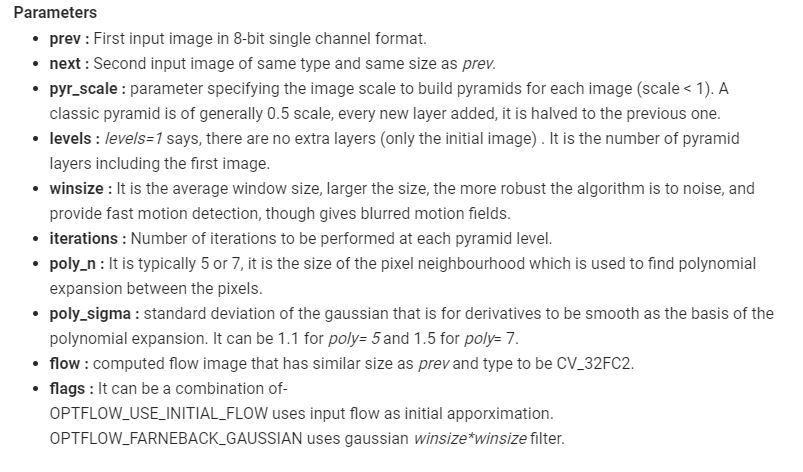 Parameters
• prev : First input image in 8-bit single channel format.
• next : Second input image of same type and same size as prev.
• pyr_scale : parameter specifying the image scale to build pyramids for each image (scale < 1). A
classic pyramid is of generally 0.5 scale, every new layer added, it is halved to the previous one.
• levels : levels=1 says, there are no extra layers (only the initial image) . It is the number of pyramid
layers including the first image.
• winsize : It is the average window size, larger the size, the more robust the algorithm is to noise, and
provide fast motion detection, though gives blurred motion fields.
• iterations : Number of iterations to be performed at each pyramid level.
• poly_n : It is typically 5 or 7, it is the size of the pixel neighbourhood which is used to find polynomial
expansion between the pixels.
• poly_sigma : standard deviation of the gaussian that is for derivatives to be smooth as the basis of the
polynomial expansion. It can be 1.1 for poly= 5 and 1.5 for poly= 7.
• flow : computed flow image that has similar size as prev and type to be CV_32FC2.
• flags : It can be a combination of-
OPTFLOW_USE_INITIAL_FLOW uses input flow as initial apporximation.
OPTFLOW_FARNEBACK_GAUSSIAN uses gaussian winsize*winsize filter.